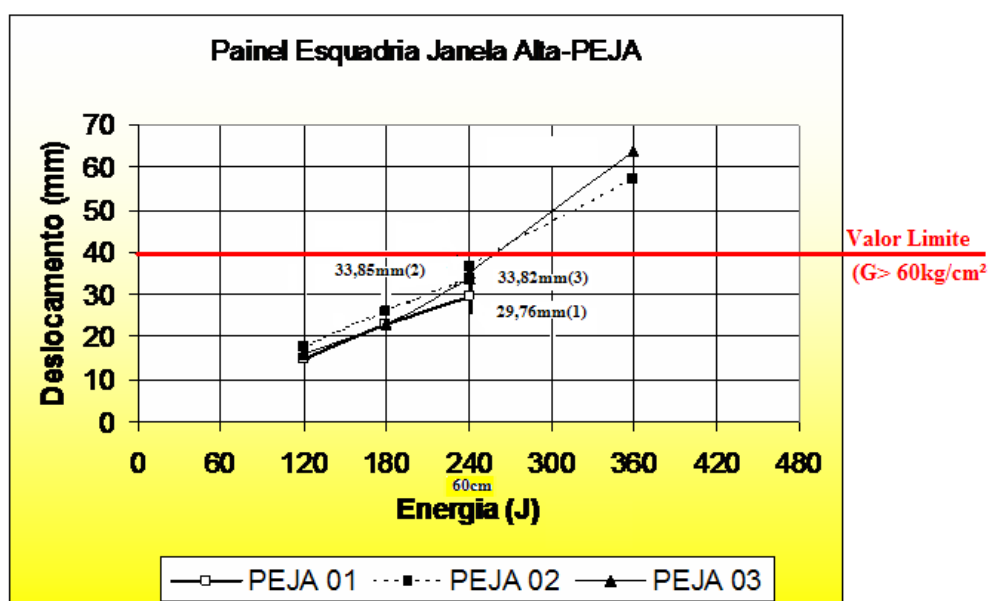 Painel Esquadria Janela Alta-PEJA
Deslocamento (mm)
70
60
50
40
30
20
10
0
Valor Limite
(G> 60kg/cm²
33,85mm(2)
33,82mm(3)
29,76mm(1)
0 60 120 180 240 300 360 420 480
60cm
Energia (J)
PEJA 01 PEJA 02 PEJA 03